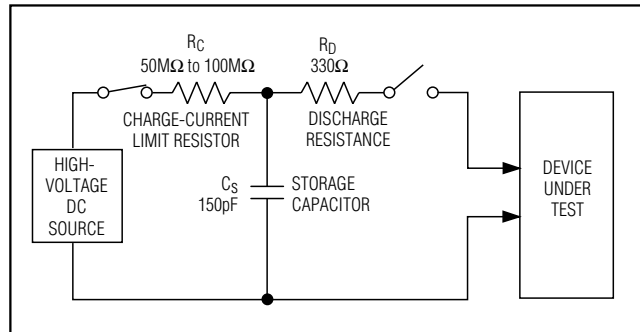 RC
50MΩ to 100MΩ
CHARGE-CURRENT
LIMIT RESISTOR
RD
330Ω
DISCHARGE
RESISTANCE
HIGH-
VOLTAGE
DC
SOURCE
CS
150pF
STORAGE
CAPACITOR
DEVICE
UNDER
TEST